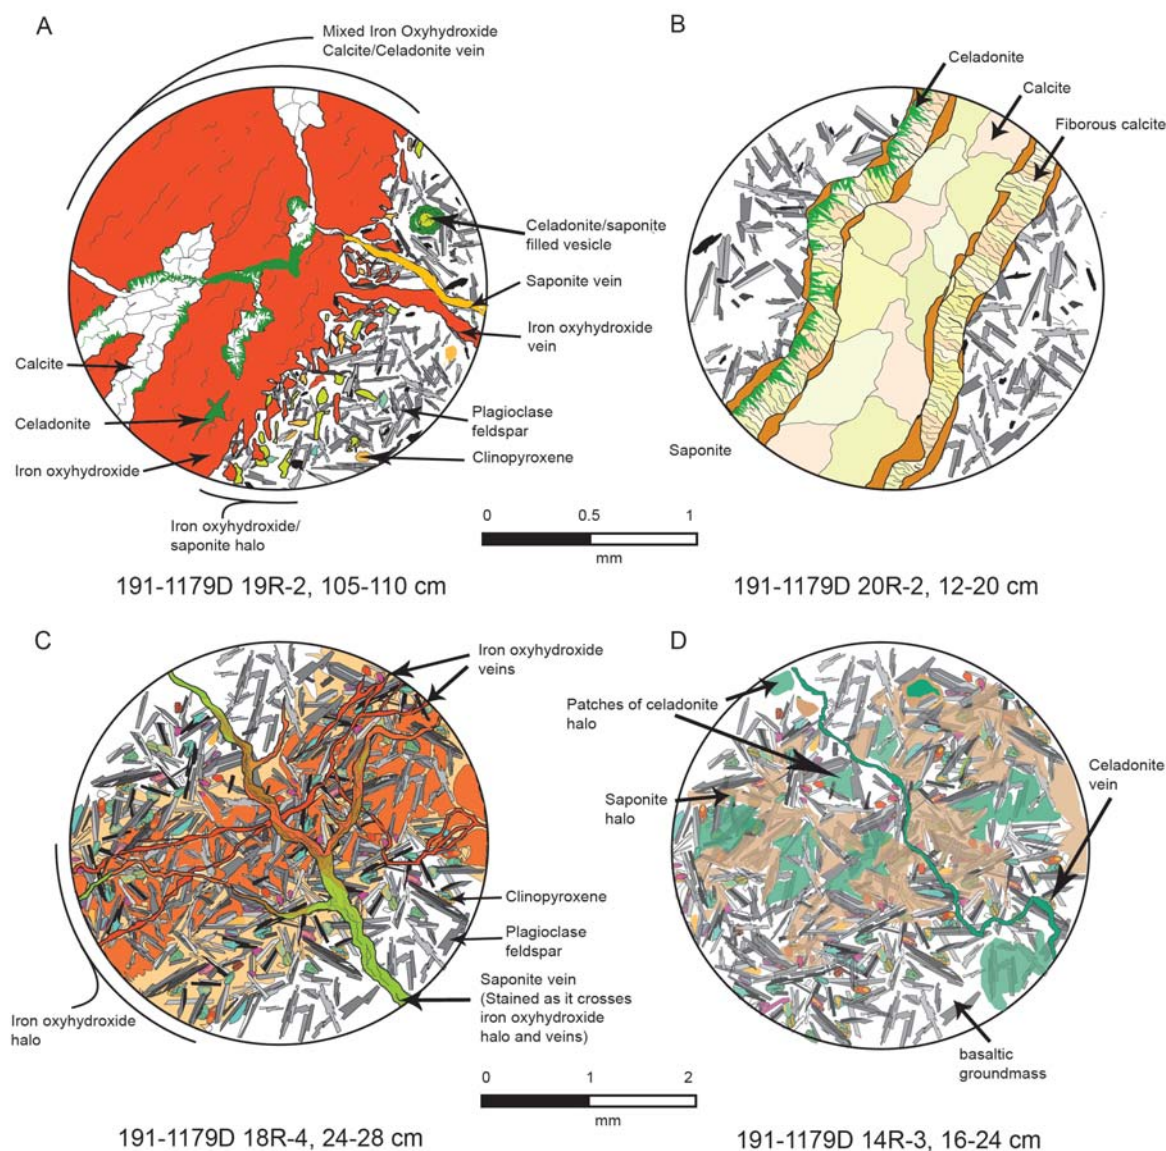 A
Mixed Iron Oxyhydroxide
Calcite/Celadonite vein
Celadonite/saponite
filled vesicle
Saponite vein
Iron oxyhydroxide
vein
Calcite
Celadonite
Plagioclase
feldspar
Clinopyroxene
Iron oxyhydroxide
Iron oxyhydroxide/
saponite halo
191-1179D 19R-2, 105-110 cm
B
Celadonite
Calcite
Fiborous calcite
Saponite
0 0.5 1
mm
191-1179D 20R-2, 12-20 cm
C
Iron oxyhydroxide
veins
Clinopyroxene
Plagioclase
feldspar
Saponite vein
(Stained as it crosses
iron oxyhydroxide
halo and veins)
Iron oxyhydroxide
halo
191-1179D 18R-4, 24-28 cm
D
Patches of celadonite
halo
Saponite
halo
Celadonite
vein
basaltic
groundmass
0 1 2
mm
191-1179D 14R-3, 16-24 cm